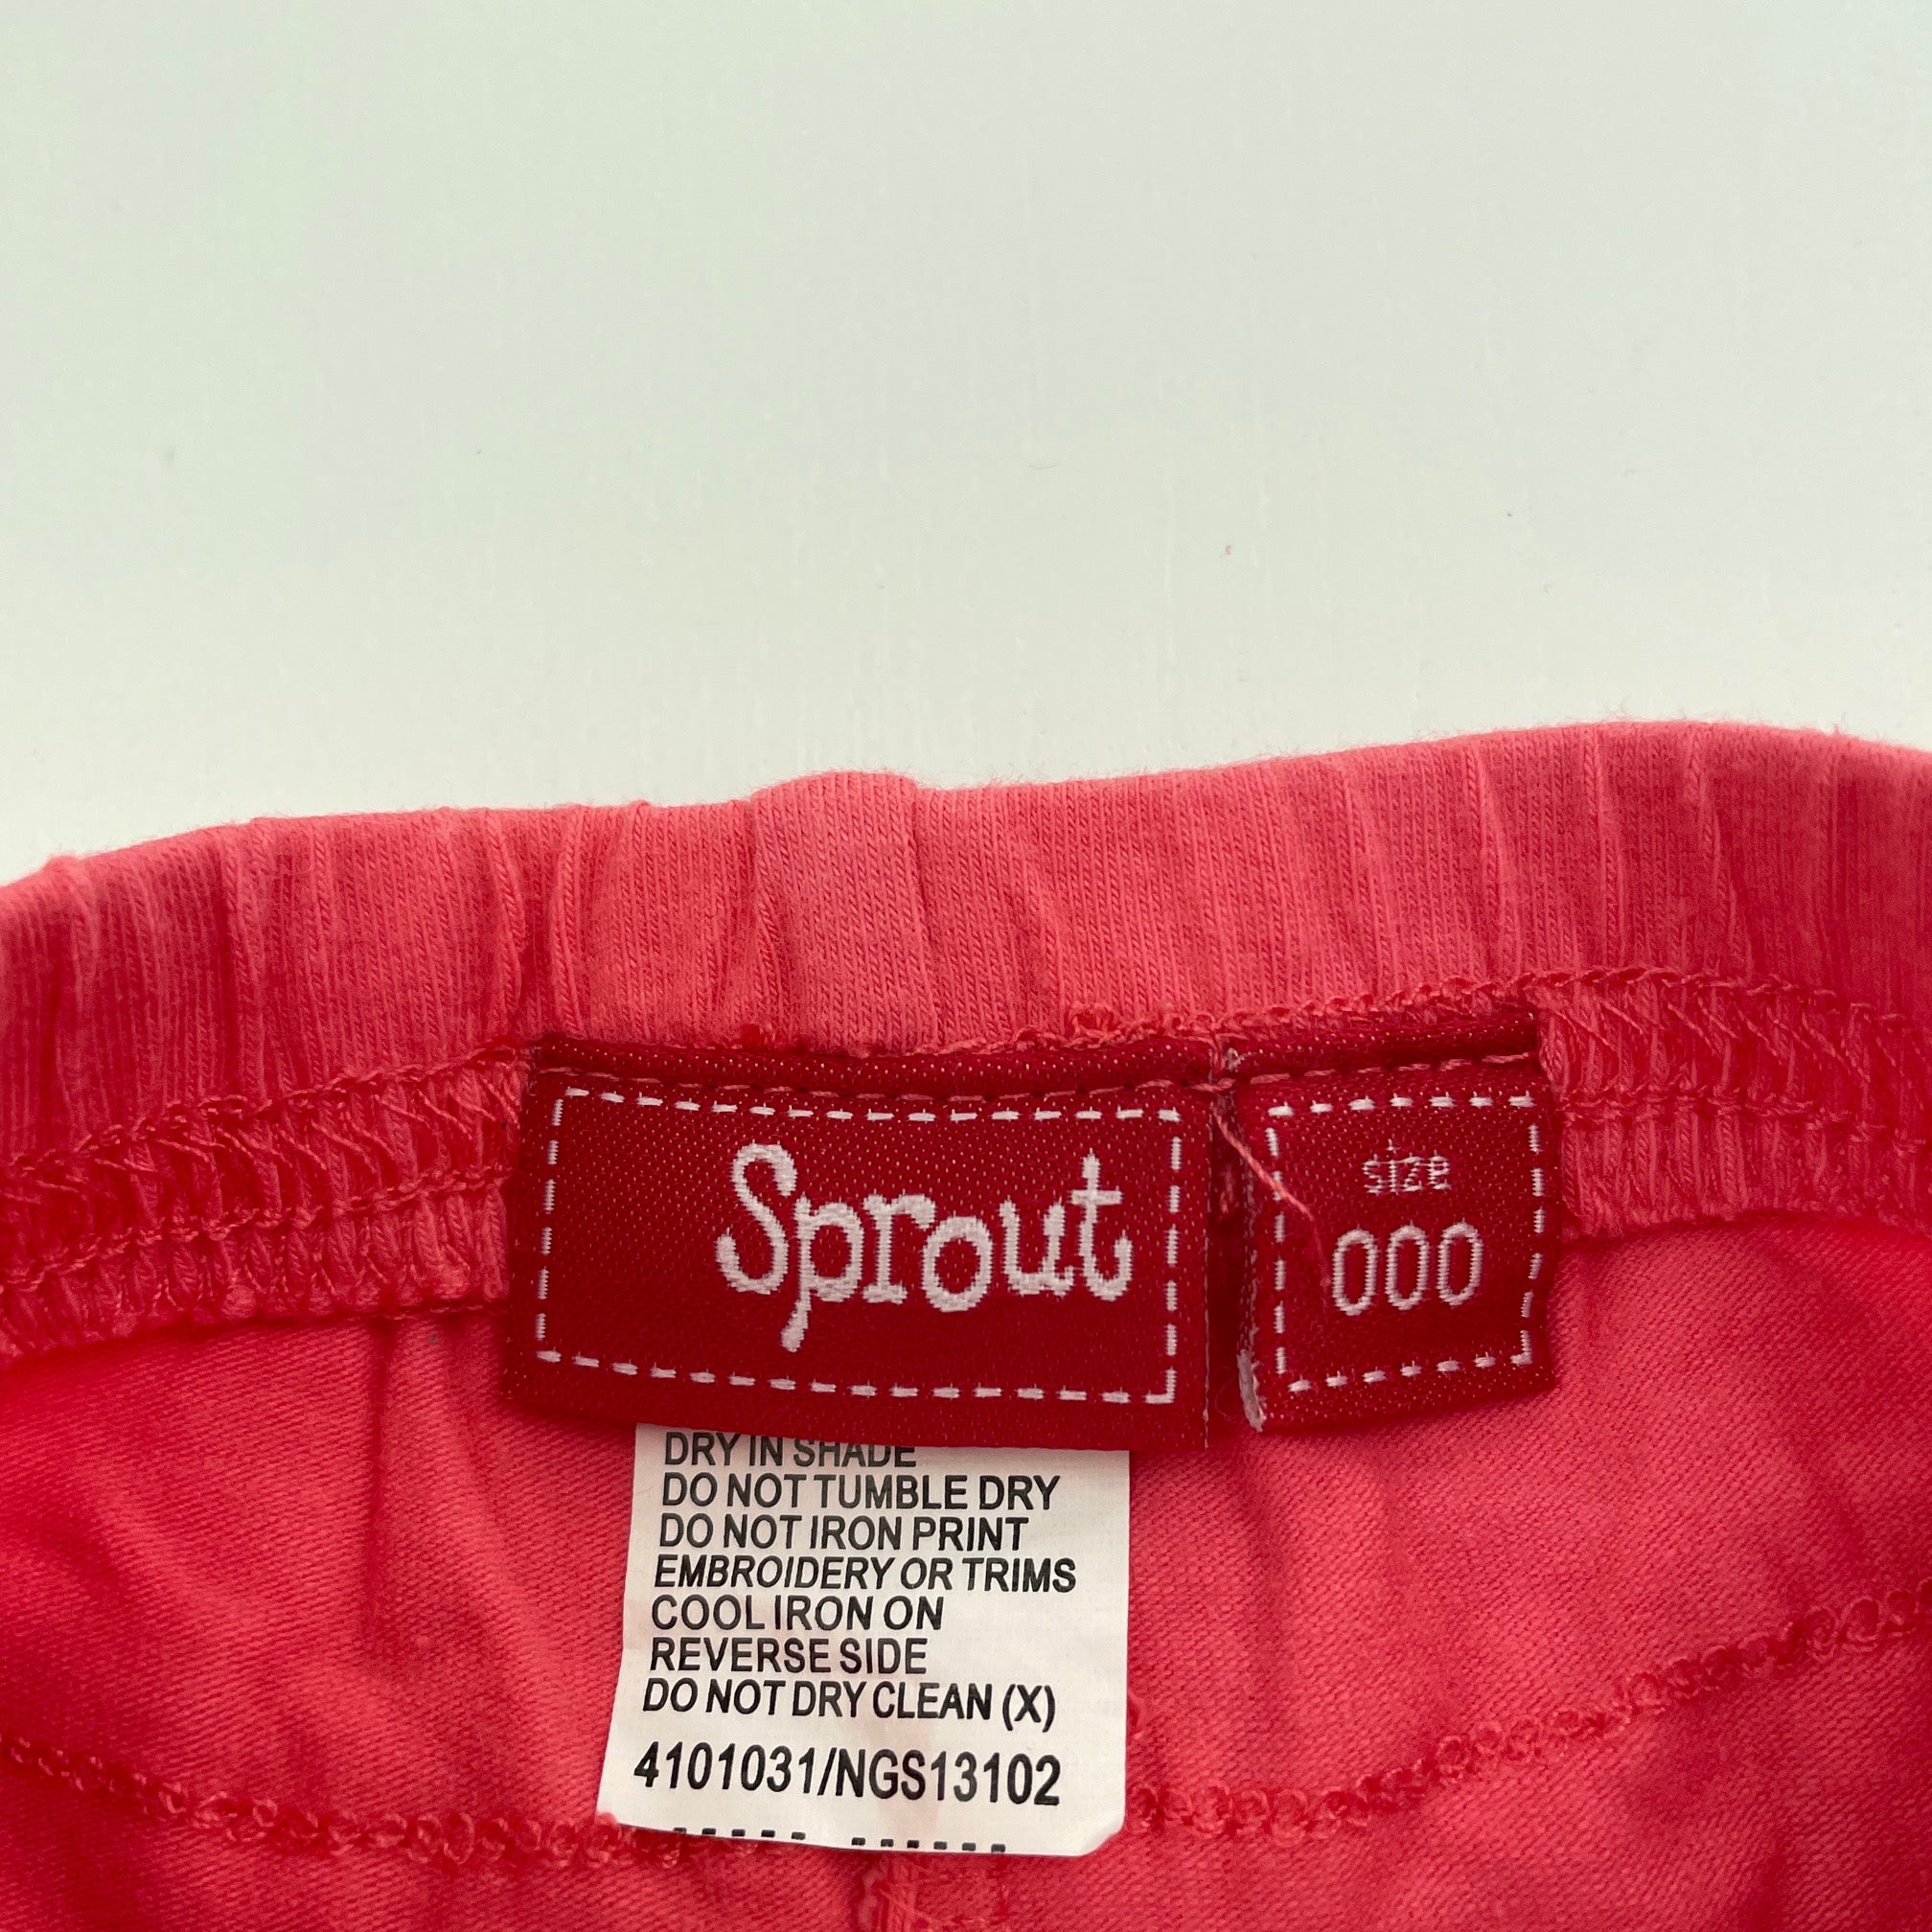 Sprout
size
000
DRY IN SHADE
DO NOT TUMBLE DRY
DO NOT IRON PRINT
EMBROIDERY OR TRIMS
COOL IRON ON
REVERSE SIDE
DO NOT DRY CLEAN (X)
4101031/NGS13102